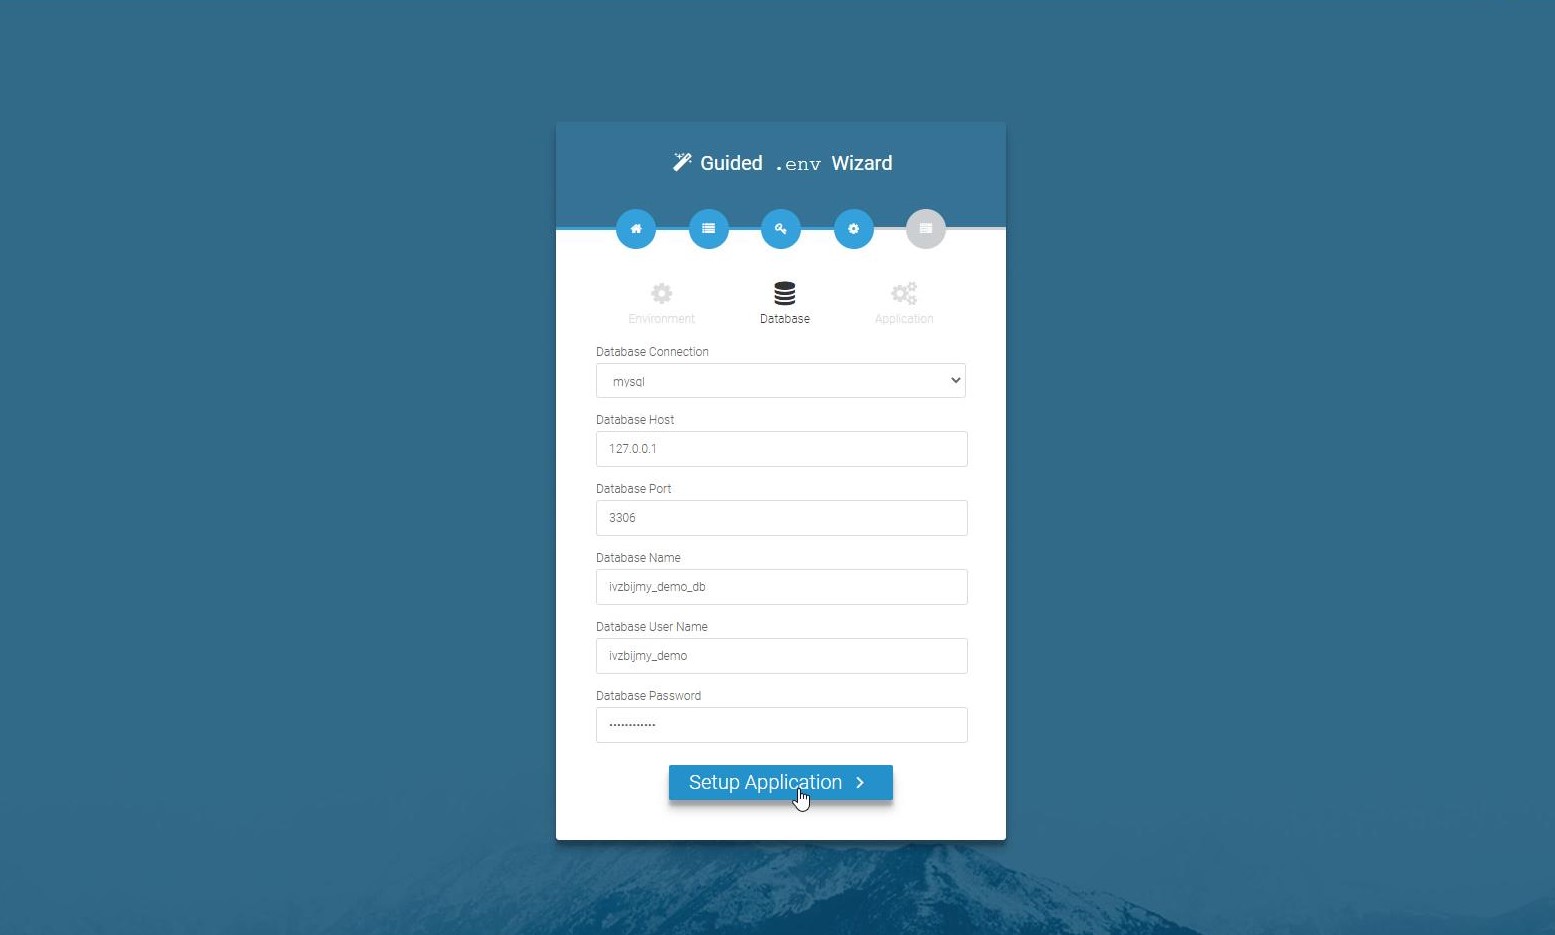 Guided .env Wizard
Environment
Database
Application
Database Connection
mysql
Database Host
127.0.0.1
Database Port
3306
Database Name
ivzbijmy_demo_db
Database User Name
ivzbijmy_demo
Database Password
••••••••••••
Setup Application